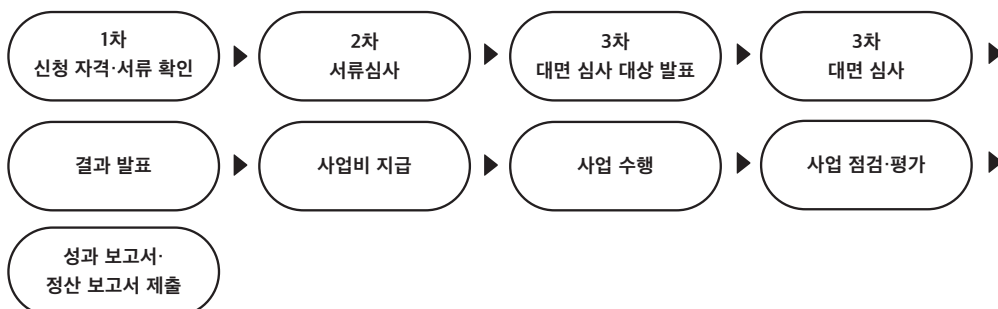 1차
신청 자격·서류 확인
2차
서류심사
3차
대면 심사 대상 발표
3차
대면 심사
결과 발표
사업비 지급
사업 수행
사업 점검·평가
성과 보고서·
정산 보고서 제출